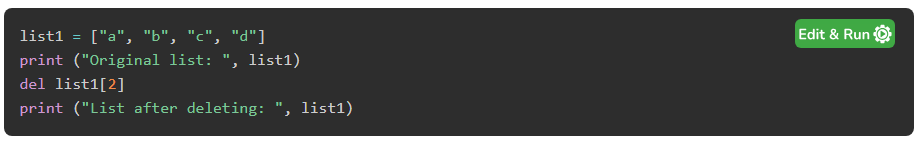 list1 = ["a", "b", "c", "d"]
Edit & Run
print ("Original list: ", list1)
del list1[2]
print ("List after deleting: ", list1)